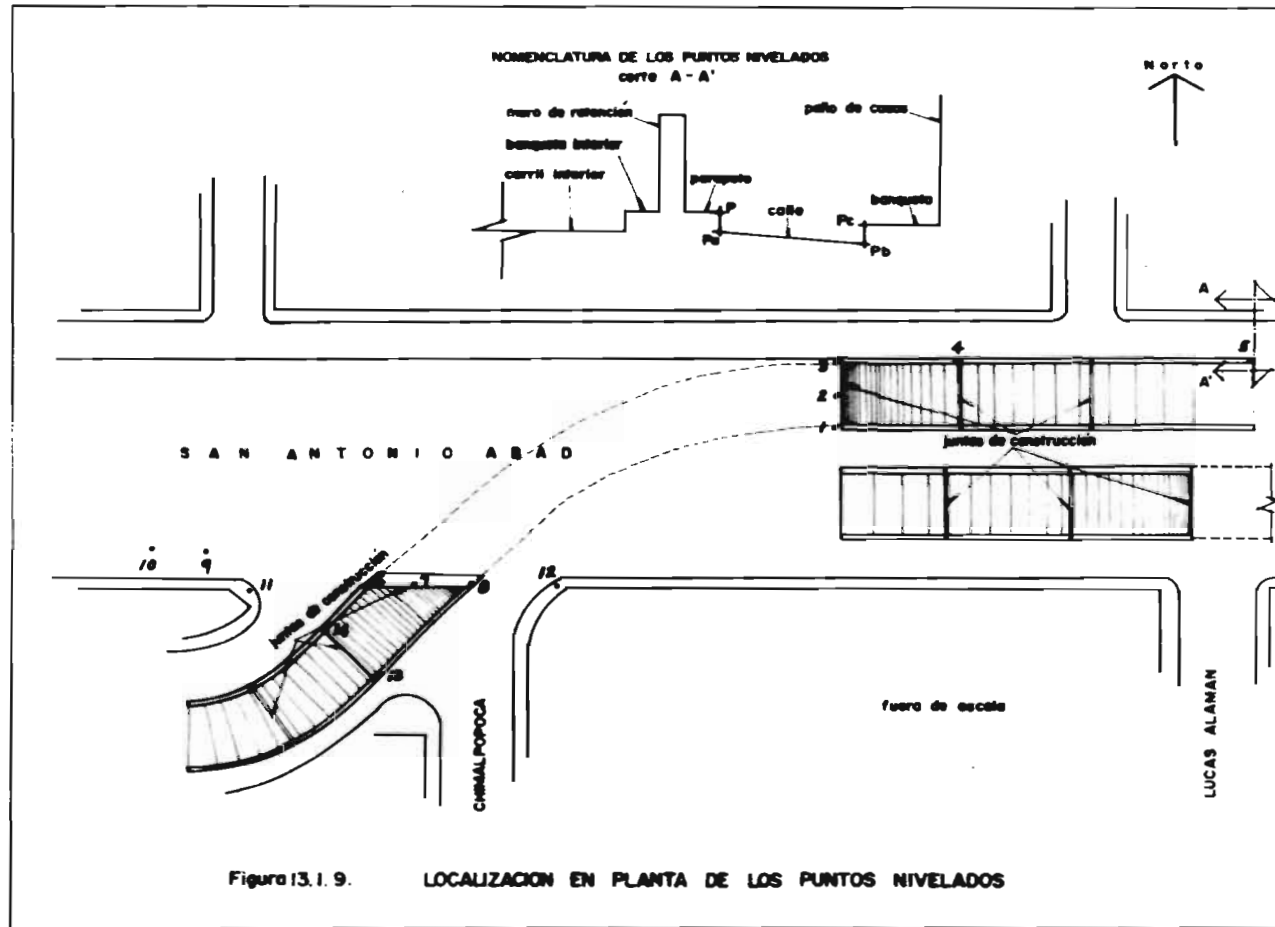 NOMENCLATURA DE LOS PUNTOS NIVELADOS
corte A-A'
Norte
muro de retención
paño de casas
banqueta interior
carril interior
parapeto
P
calle
banqueta
Pc
Pa
Pb
A
4
5
3
A'
2
1
juntas de construcción
SAN ANTONIO ABAD
10
9
11
juntas de construcción
7
8
12
14
13
fuera de escala
CHIMALPOPOCA
LUCAS ALAMAN
Figura 13.1.9. LOCALIZACION EN PLANTA DE LOS PUNTOS NIVELADOS